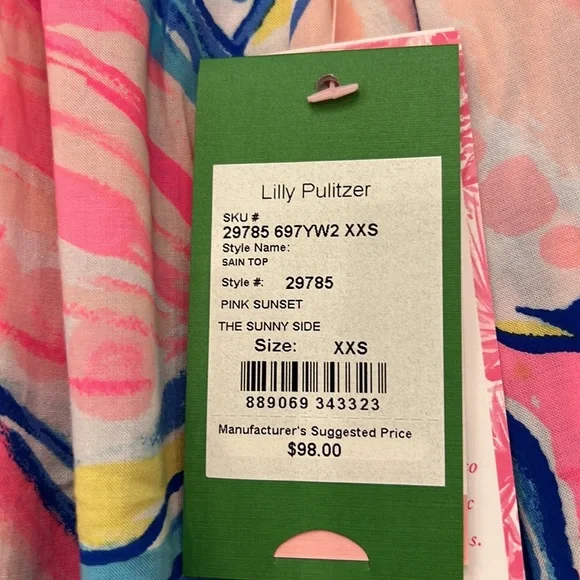 Lilly Pulitzer
SKU #
29785 697YW2 XXS
Style Name:
SAIN TOP
Style #: 29785
PINK SUNSET
THE SUNNY SIDE
Size: XXS
889069 343323
Manufacturer's Suggested Price
$98.00